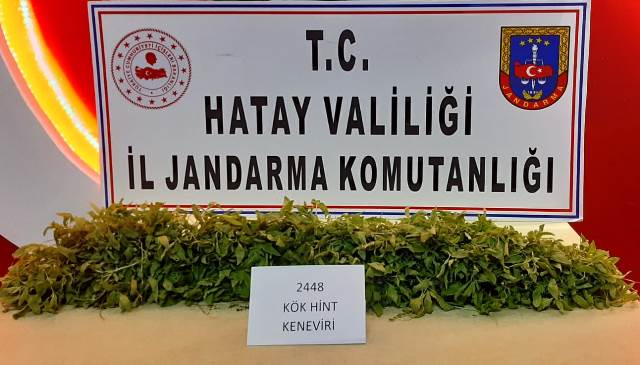 T.C.
HATAY VALİLİĞİ
İL JANDARMA KOMUTANLIĞI
JANDARMA
2448
KÖK HİNT
KENEVİRİ